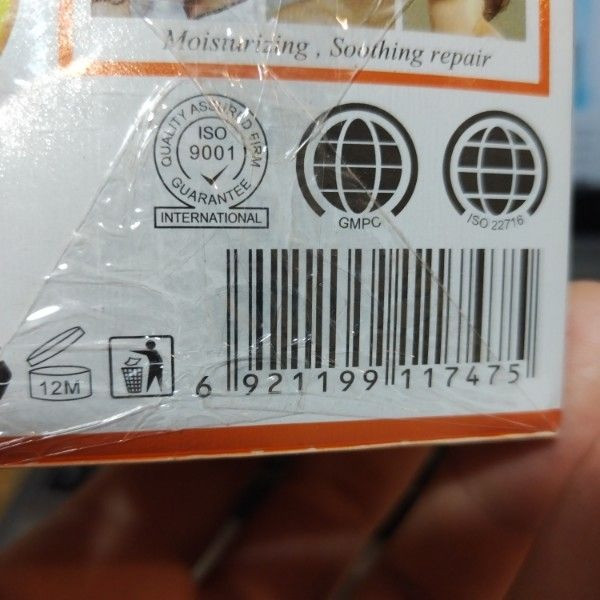 Moisturizing , Soothing repair
QUALITY ASSURED FIRM
ISO
9001
GUARANTEE
INTERNATIONAL
GMPC
ISO 22716
12M
6 921199 117475